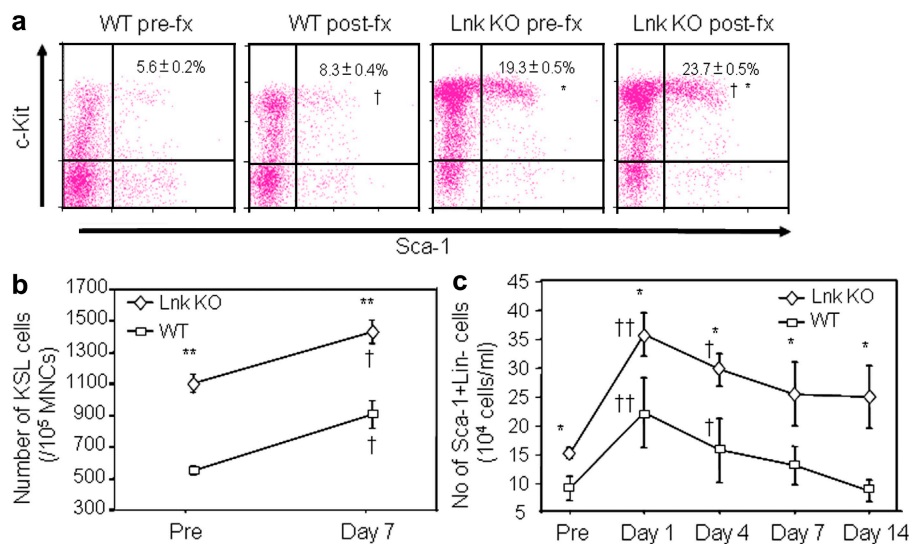 a
WT pre-fx
WT post-fx
Lnk KO pre-fx
Lnk KO post-fx
5.6±0.2%
8.3±0.4%
19.3±0.5%
23.7±0.5%
†
*
† *
c-Kit
Sca-1
b
Number of KSL cells
(/10⁵ MNCs)
1700
1500
1300
1100
900
700
500
300
Lnk KO
WT
**
**
†
†
Pre
Day 7
c
No of Sca-1+Lin- cells
(10⁴ cells/ml)
45
40
35
30
25
20
15
10
5
Lnk KO
WT
*
*
††
*
†
*
*
††
†
Pre
Day 1
Day 4
Day 7
Day 14